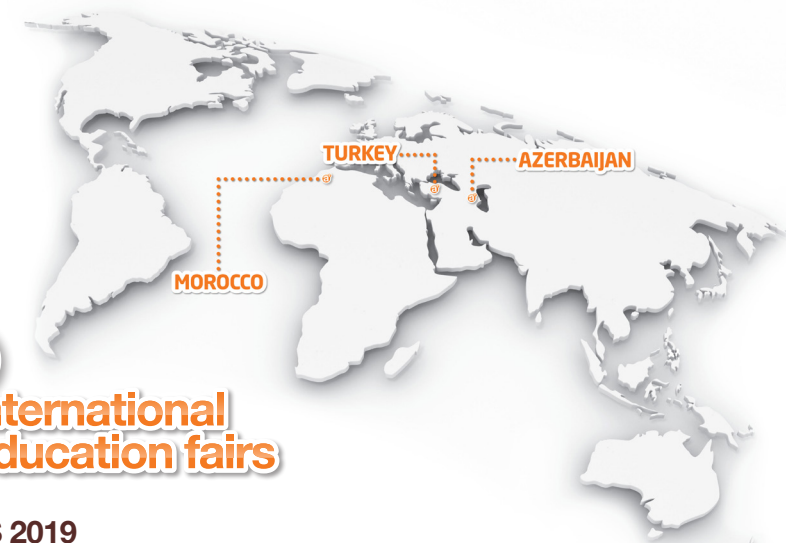 TURKEY
AZERBAIJAN
MOROCCO
nternational
ducation fairs
2019